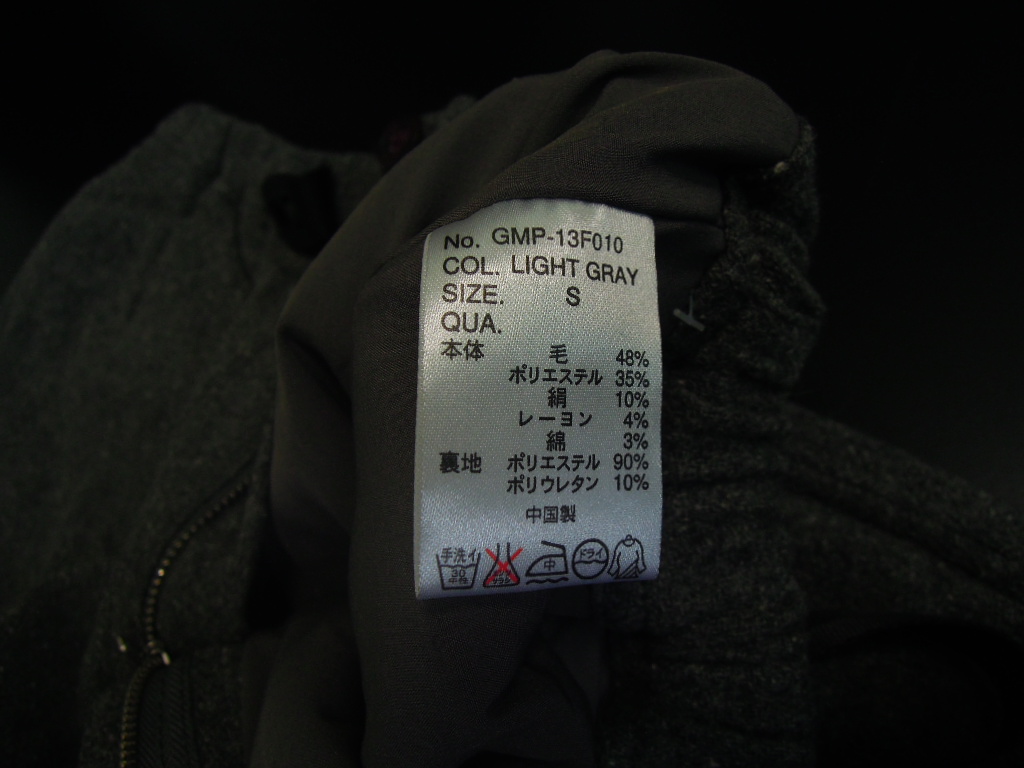 No. GMP-13F010
COL. LIGHT GRAY
SIZE. S
QUA.
本体 毛 48%
ポリエステル 35%
絹 10%
レーヨン 4%
綿 3%
裏地 ポリエステル 90%
ポリウレタン 10%
中国製
手洗イ 30 中性 中 ドライ